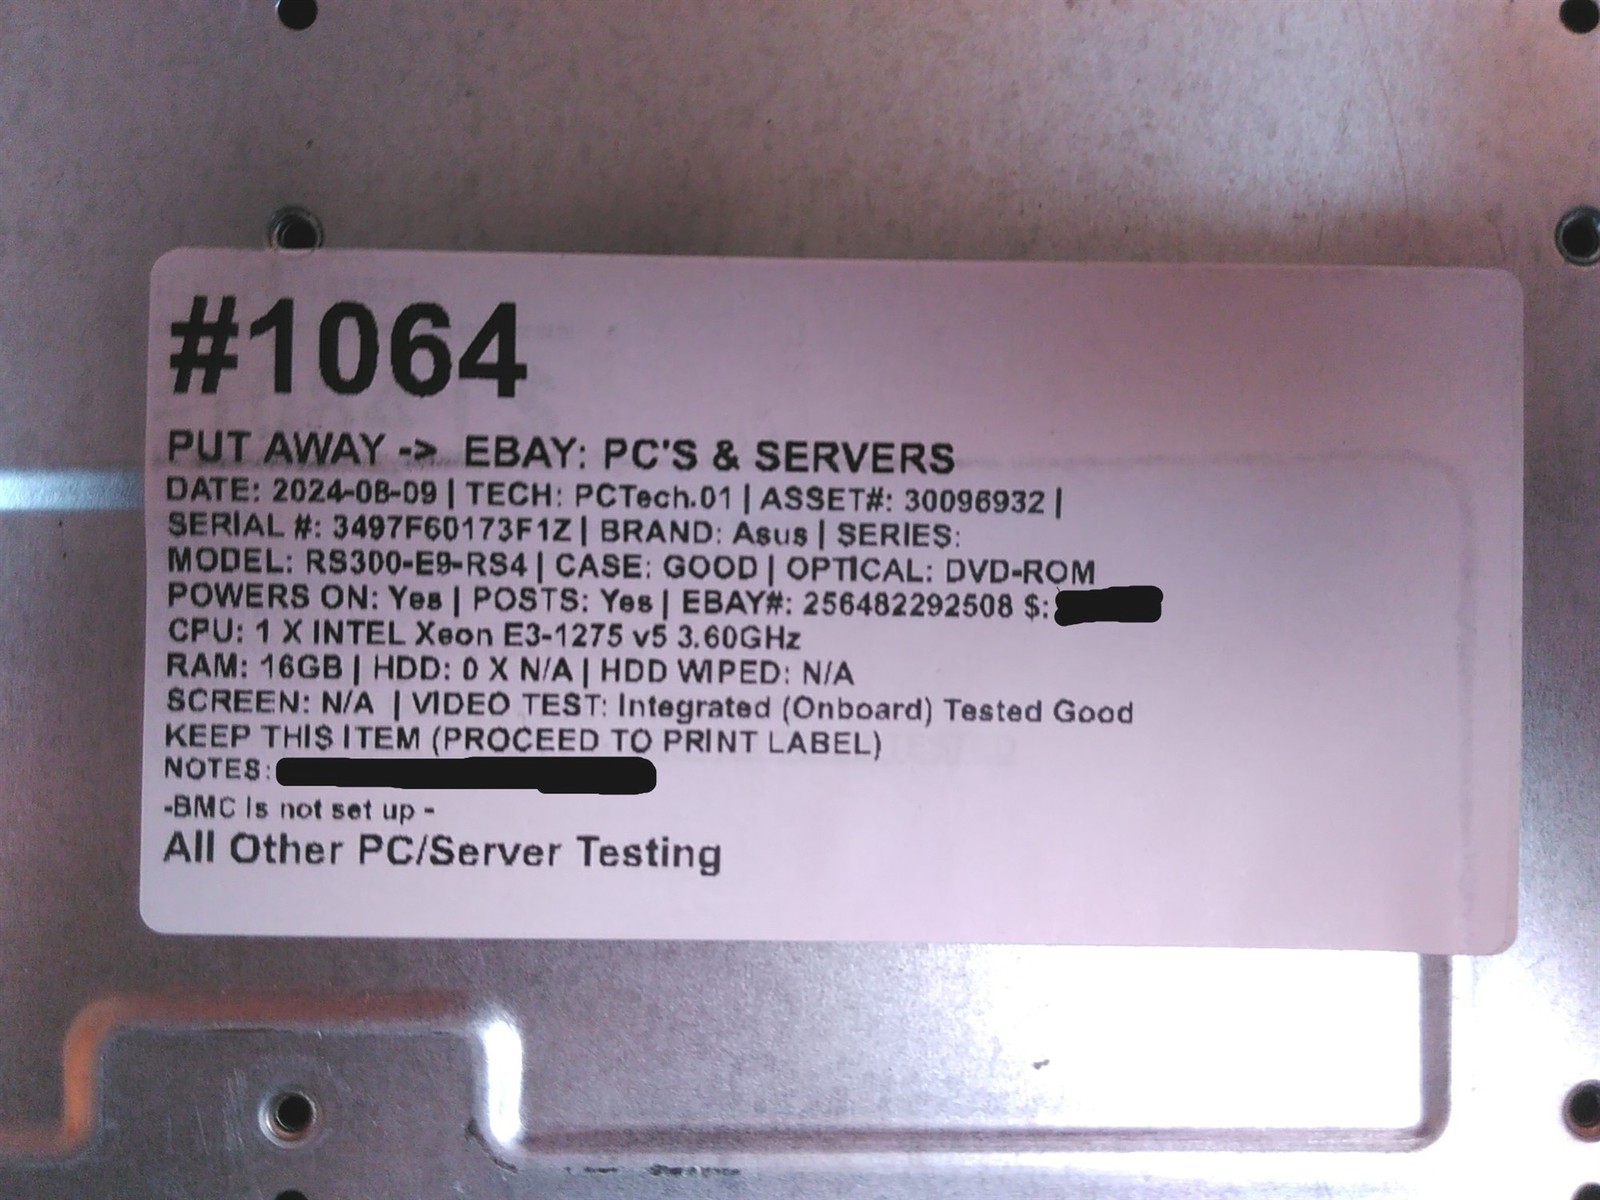 #1064
PUT AWAY -> EBAY: PC'S & SERVERS
DATE: 2024-08-09 | TECH: PCTech.01 | ASSET#: 30096932 |
SERIAL #: 3497F60173F1Z | BRAND: Asus | SERIES:
MODEL: RS300-E9-RS4 | CASE: GOOD | OPTICAL: DVD-ROM
POWERS ON: Yes | POSTS: Yes | EBAY#: 256482292508 $:
CPU: 1 X INTEL Xeon E3-1275 v5 3.60GHz
RAM: 16GB | HDD: 0 X N/A | HDD WIPED: N/A
SCREEN: N/A | VIDEO TEST: Integrated (Onboard) Tested Good
KEEP THIS ITEM (PROCEED TO PRINT LABEL)
NOTES:
-BMC is not set up -
All Other PC/Server Testing